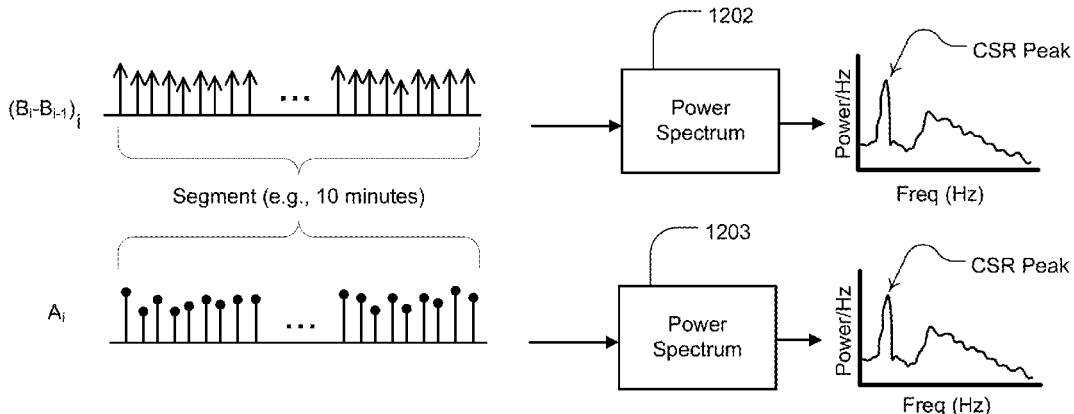 1202
CSR Peak
(Bi-Bi-1)i
Power
Spectrum
Power/Hz
Freq (Hz)
Segment (e.g., 10 minutes)
1203
CSR Peak
Ai
Power
Spectrum
Power/Hz
Freq (Hz)